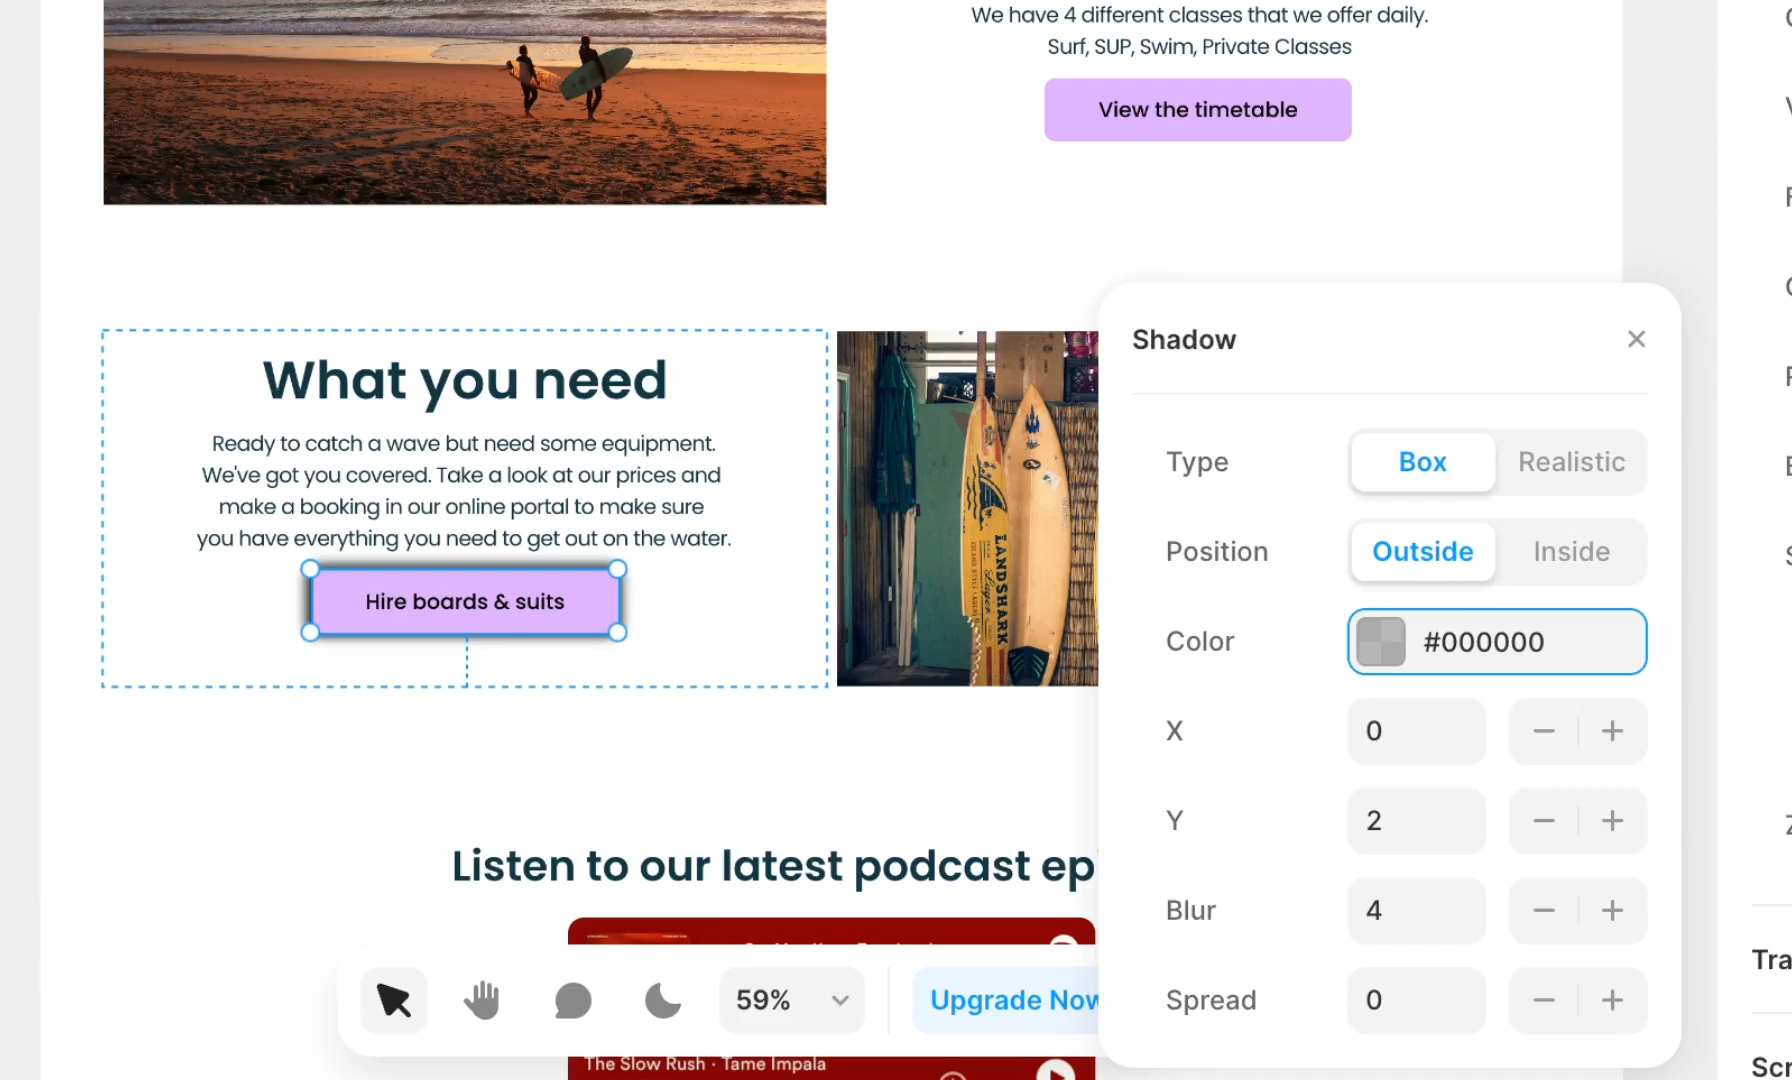 We have 4 different classes that we offer daily.
Surf, SUP, Swim, Private Classes
View the timetable
What you need
Ready to catch a wave but need some equipment.
We've got you covered. Take a look at our prices and
make a booking in our online portal to make sure
you have everything you need to get out on the water.
Hire boards & suits
LANDSHARK
Lager
Listen to our latest podcast ep
The Slow Rush · Tame Impala
59%
Upgrade Now
Shadow
Type
Box
Realistic
Position
Outside
Inside
Color
#000000
X
0
Y
2
Blur
4
Spread
0
Tra
Scr